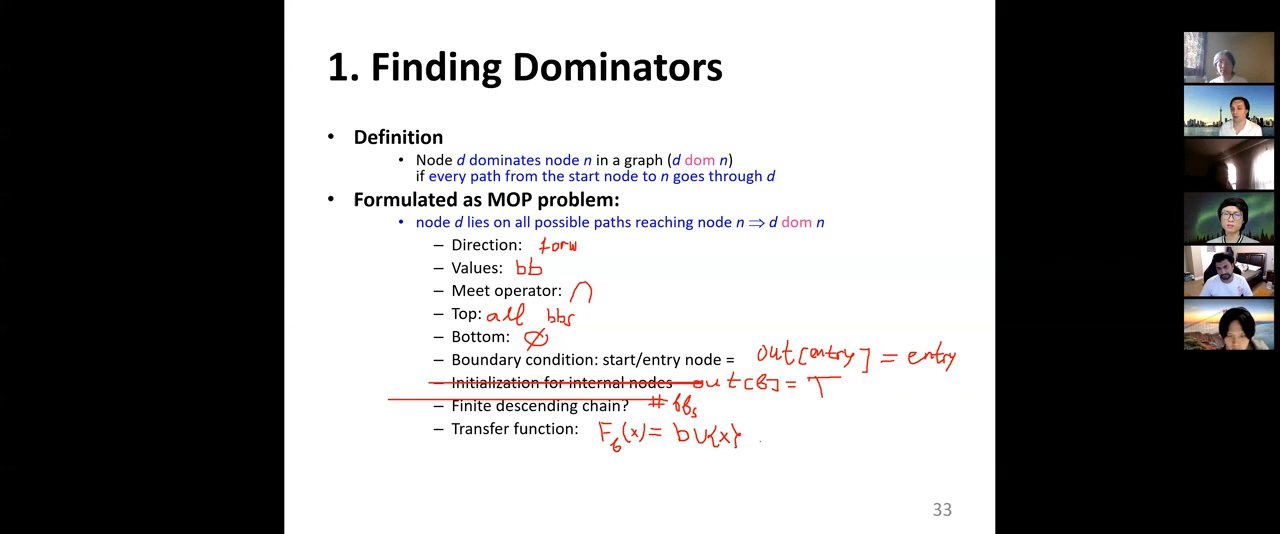 1. Finding Dominators
• Definition
• Node d dominates node n in a graph (d dom n)
if every path from the start node to n goes through d
• Formulated as MOP problem:
• node d lies on all possible paths reaching node n ⇒ d dom n
– Direction: forw
– Values: bb
– Meet operator: ∩
– Top: all bbs
– Bottom: ∅
– Boundary condition: start/entry node = out[entry] = entry
– Initialization for internal nodes out[B] = T
– Finite descending chain? # BBs
– Transfer function: F_b(x) = b∪{x}
33